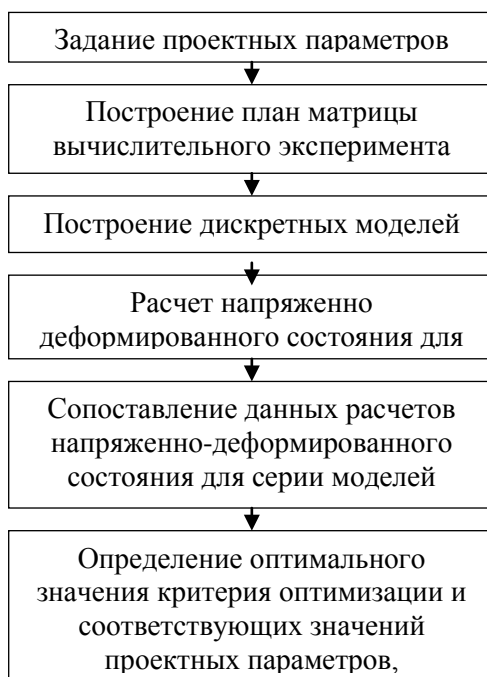 Задание проектных параметров
Построение план матрицы
вычислительного эксперимента
Построение дискретных моделей
Расчет напряженно
деформированного состояния для
Сопоставление данных расчетов
напряженно-деформированного
состояния для серии моделей
Определение оптимального
значения критерия оптимизации и
соответствующих значений
проектных параметров,